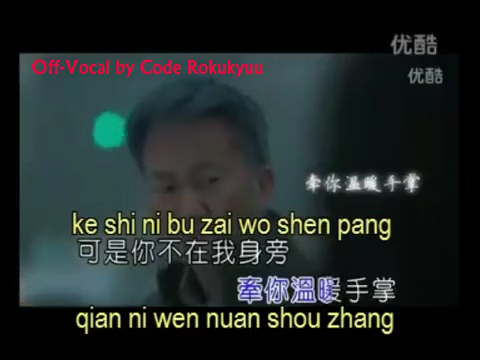 优酷
Off-Vocal by Code Rokukyuu
优酷
牵你温暖手掌
ke shi ni bu zai wo shen pang
可是你不在我身旁
牽你溫暖手掌
qian ni wen nuan shou zhang